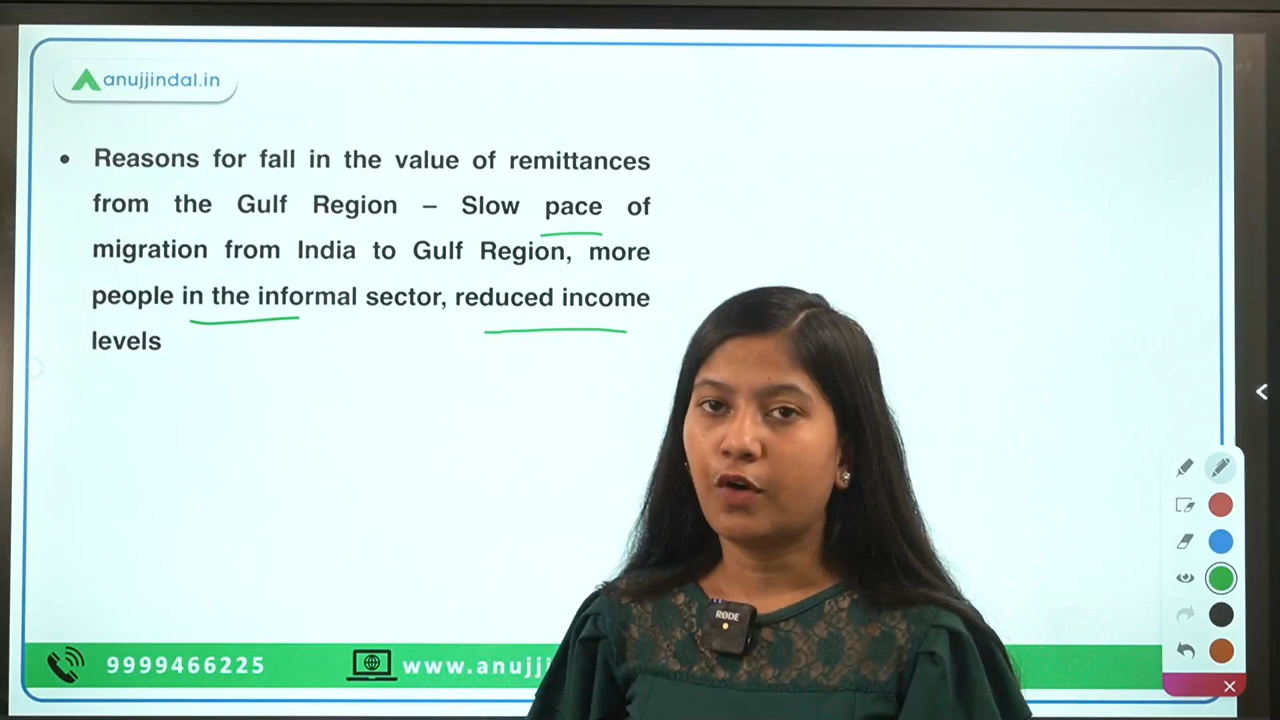 anujjindal.in
• Reasons for fall in the value of remittances
from the Gulf Region – Slow pace of
migration from India to Gulf Region, more
people in the informal sector, reduced income
levels
RØDE
9999466225
www.anujji